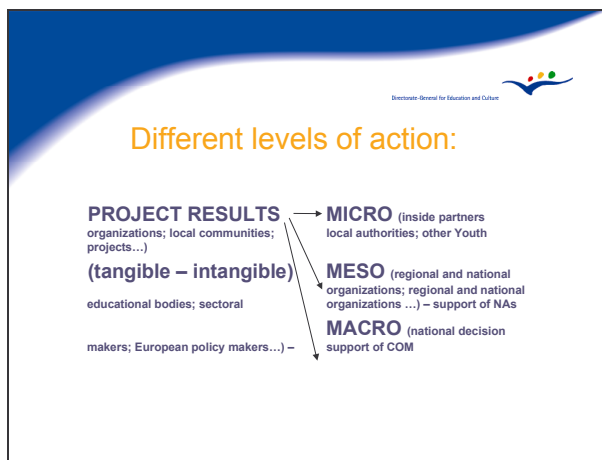 Directorate-General for Education and Culture
Different levels of action:
PROJECT RESULTS MICRO (inside partners
organizations; local communities; local authorities; other Youth
projects…)
(tangible – intangible) MESO (regional and national
organizations; regional and national
educational bodies; sectoral organizations …) – support of NAs
MACRO (national decision
makers; European policy makers…) – support of COM